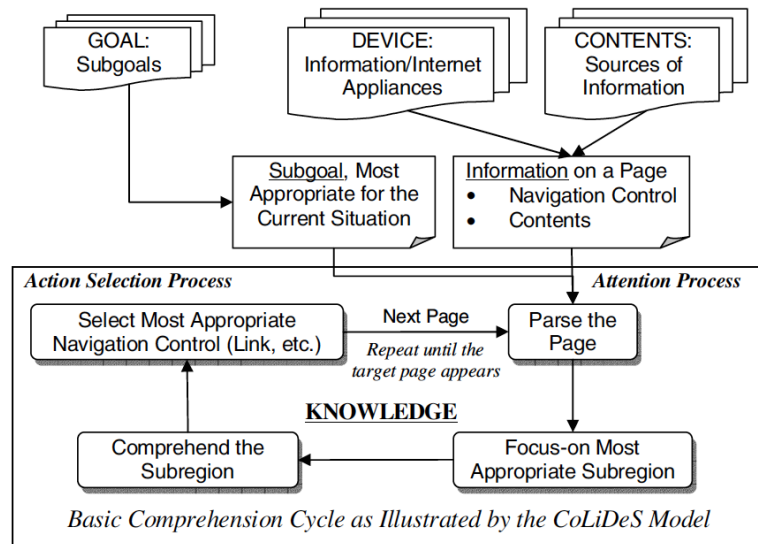 GOAL:
Subgoals
DEVICE:
Information/Internet
Appliances
CONTENTS:
Sources of
Information
Subgoal, Most
Appropriate for the
Current Situation
Information on a Page
• Navigation Control
• Contents
Action Selection Process
Attention Process
Select Most Appropriate
Navigation Control (Link, etc.)
Next Page
Repeat until the
target page appears
Parse the
Page
KNOWLEDGE
Comprehend the
Subregion
Focus-on Most
Appropriate Subregion
Basic Comprehension Cycle as Illustrated by the CoLiDeS Model